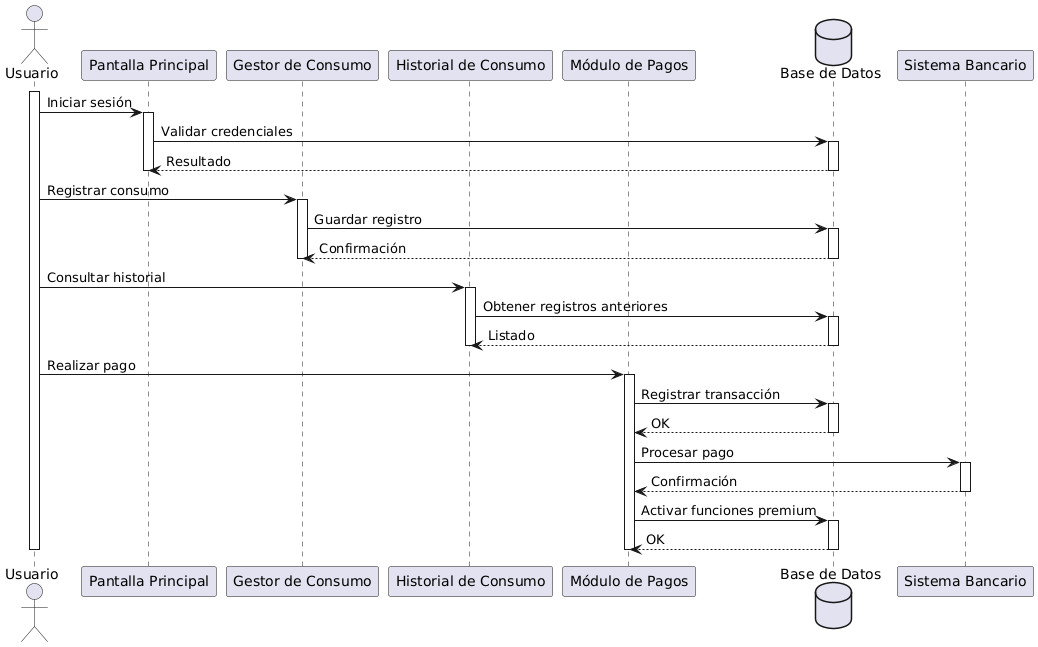 Usuario
Pantalla Principal
Gestor de Consumo
Historial de Consumo
Módulo de Pagos
Base de Datos
Sistema Bancario
Iniciar sesión
Validar credenciales
Resultado
Registrar consumo
Guardar registro
Confirmación
Consultar historial
Obtener registros anteriores
Listado
Realizar pago
Registrar transacción
OK
Procesar pago
Confirmación
Activar funciones premium
OK
Usuario
Pantalla Principal
Gestor de Consumo
Historial de Consumo
Módulo de Pagos
Base de Datos
Sistema Bancario